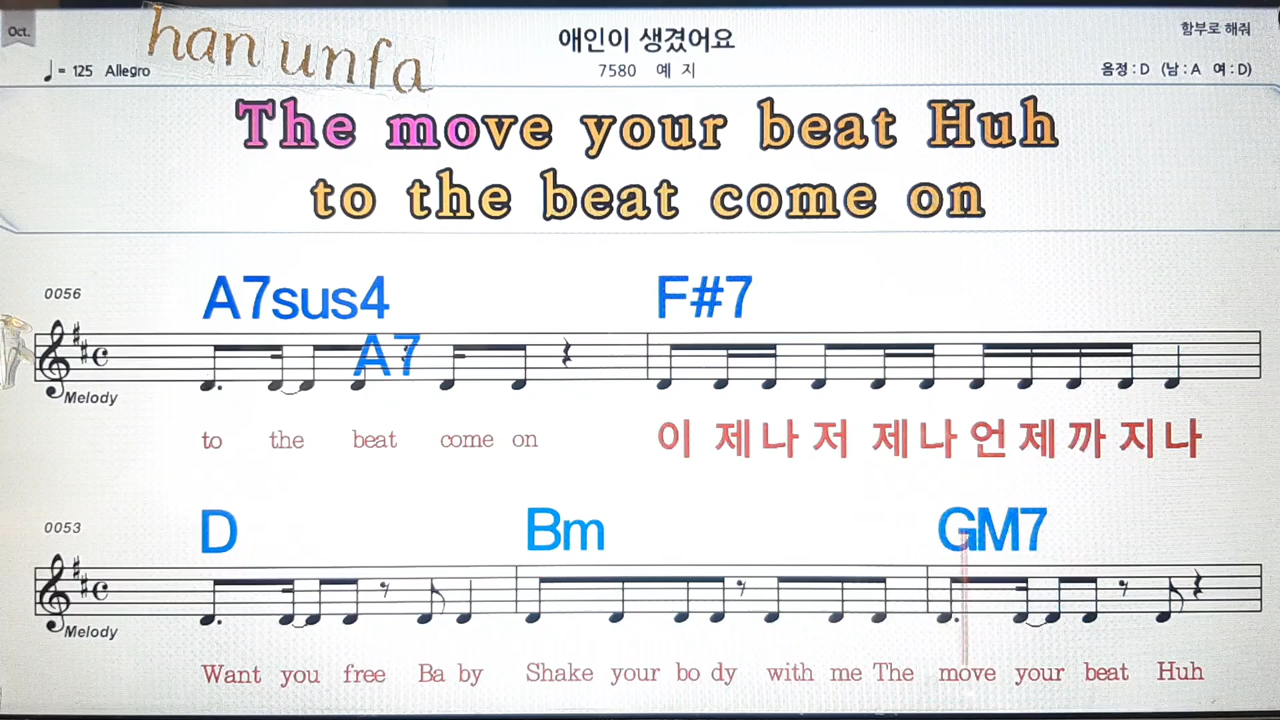 Oct.
han unfa
애인이 생겼어요
함부로 해줘
♩= 125 Allegro
7580 예 지
음정 : D (남 : A 여 : D)
The move your beat Huh
to the beat come on
0056
A7sus4 A7 F#7
Melody
to the beat come on 이 제 나 저 제 나 언 제 까 지 나
0053
D Bm GM7
Melody
Want you free Ba by Shake your bo dy with me The move your beat Huh